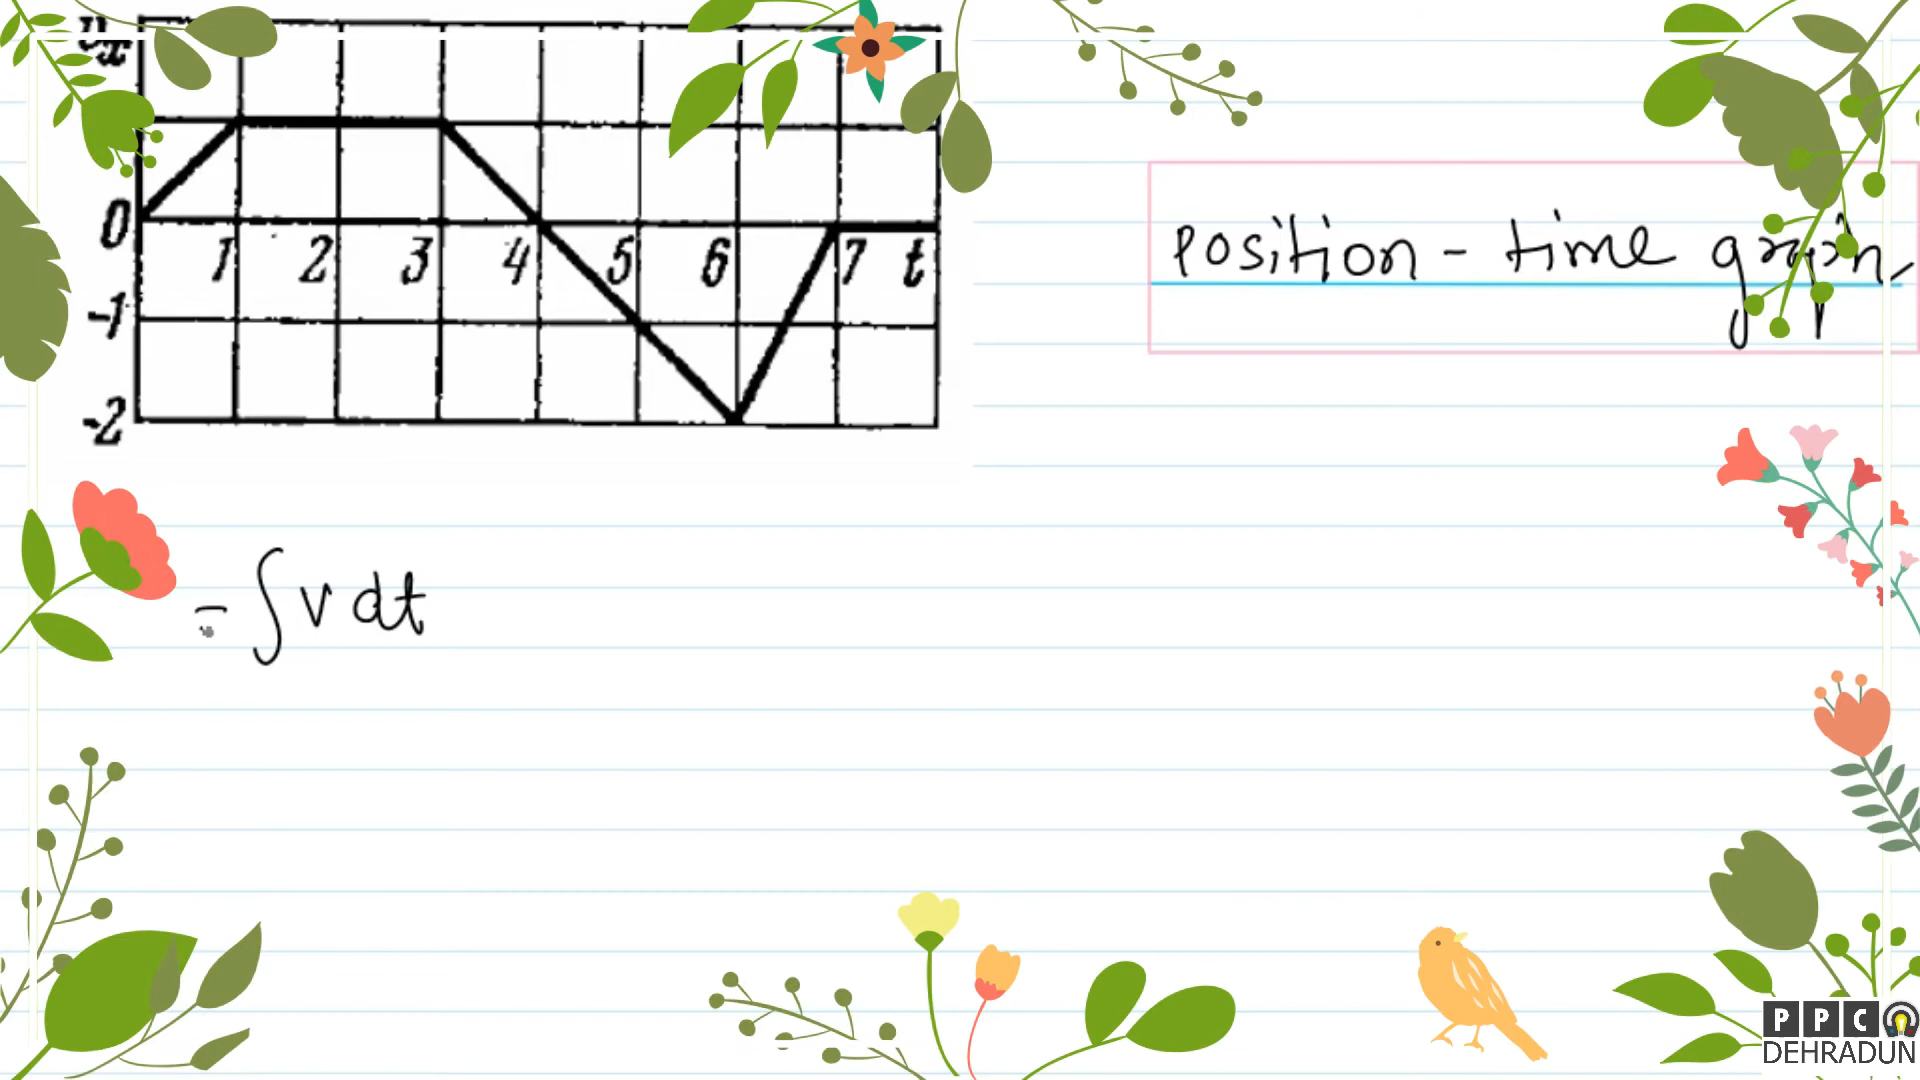 0
1 2 3 4 5 6 7 t
-1
-2
Position - time graph,
= ∫ v dt
PPC
DEHRADUN